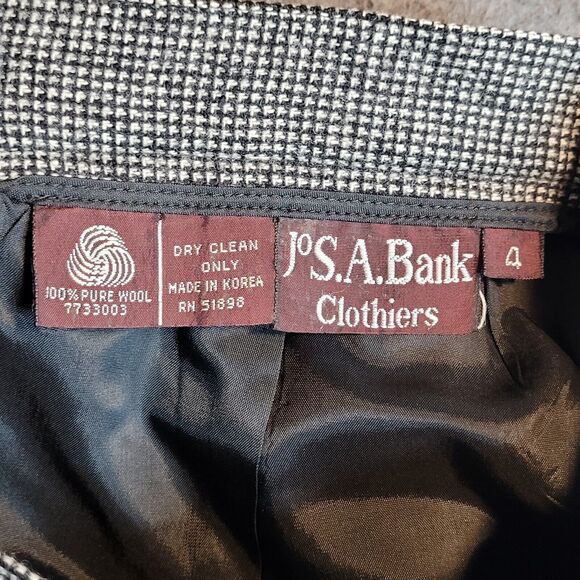 100% PURE WOOL
7733003
DRY CLEAN
ONLY
MADE IN KOREA
RN 51898
JoS.A.Bank
Clothiers
4